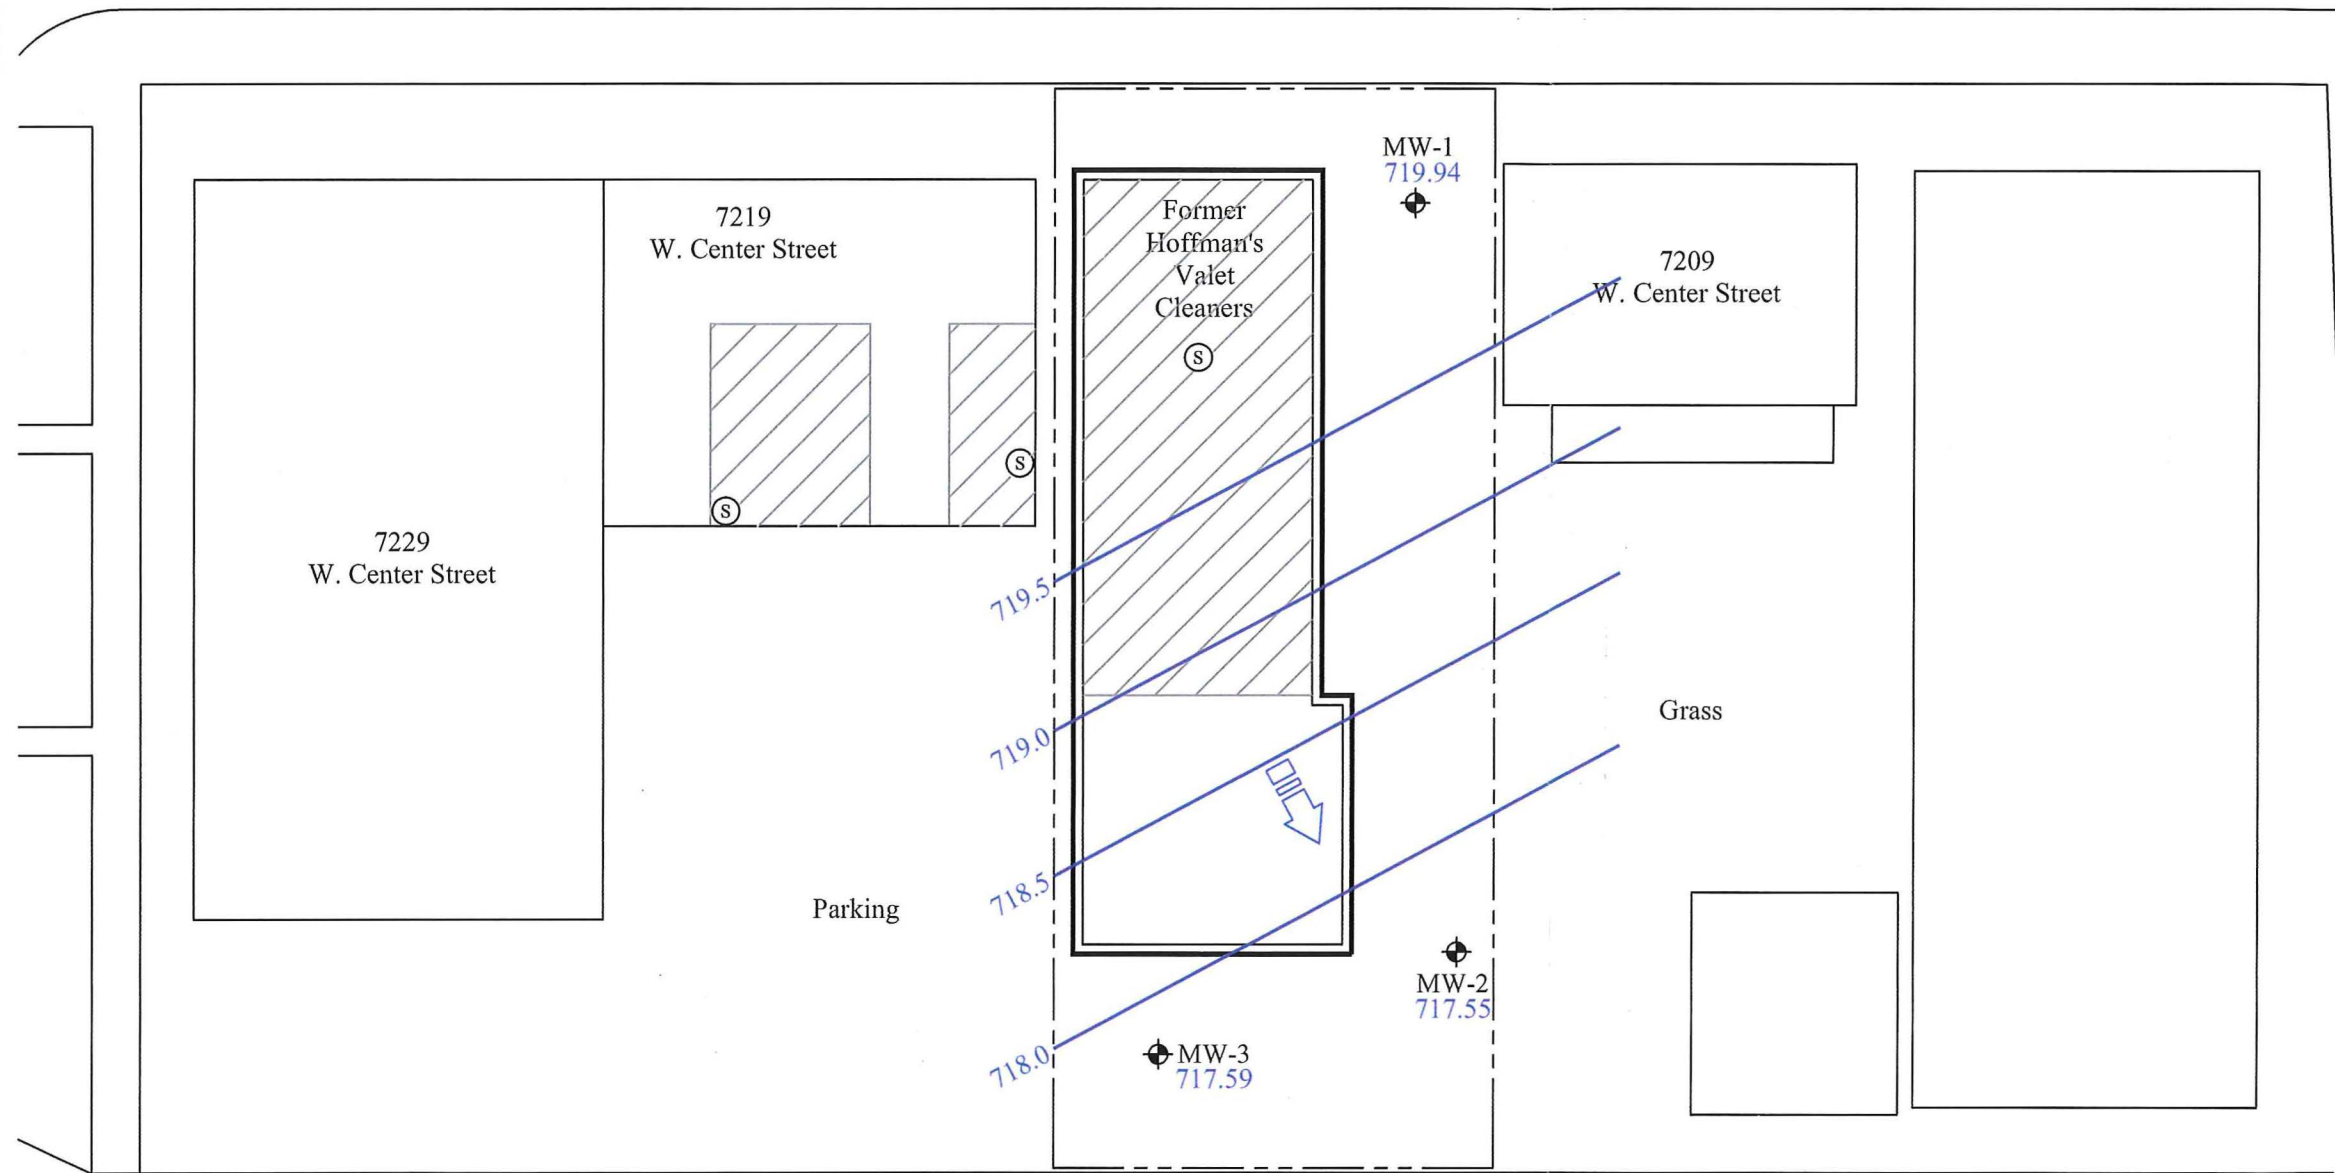 MW-1
719.94
7219
W. Center Street
Former
Hoffman's
Valet
Cleaners
7209
W. Center Street
S
S
S
7229
W. Center Street
719.5
719.0
Grass
718.5
Parking
MW-2
717.55
718.0
MW-3
717.59